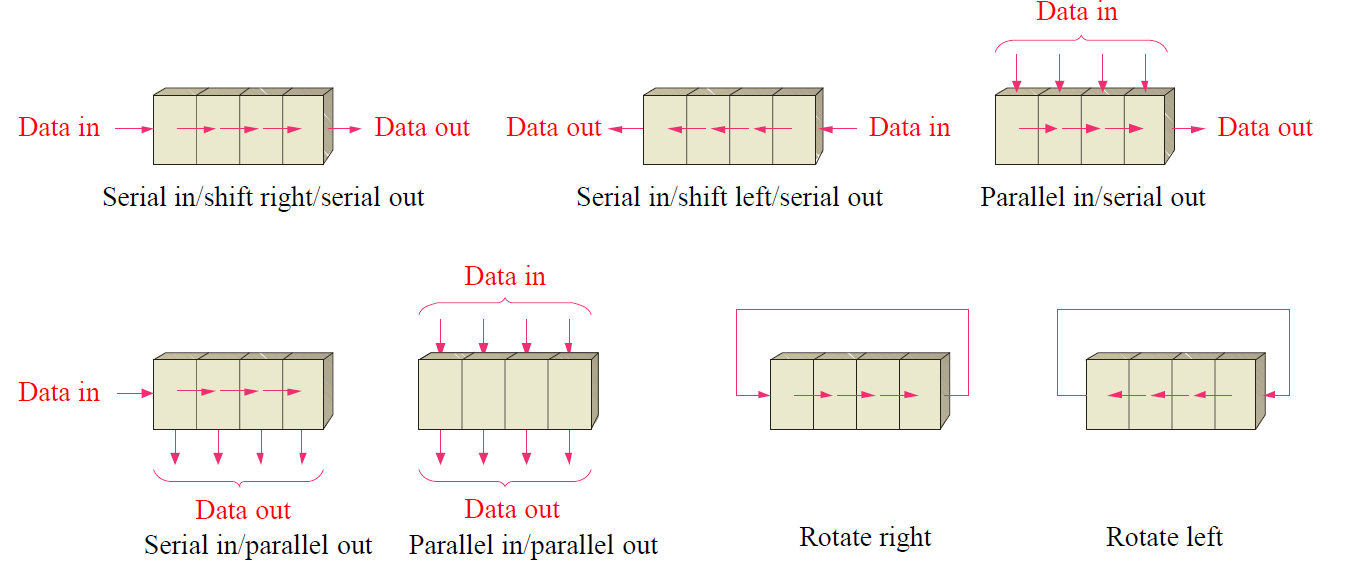 Data in
Data in
Data out
Data out
Data in
Data out
Serial in/shift right/serial out
Serial in/shift left/serial out
Parallel in/serial out
Data in
Data in
Data out
Data out
Serial in/parallel out
Parallel in/parallel out
Rotate right
Rotate left